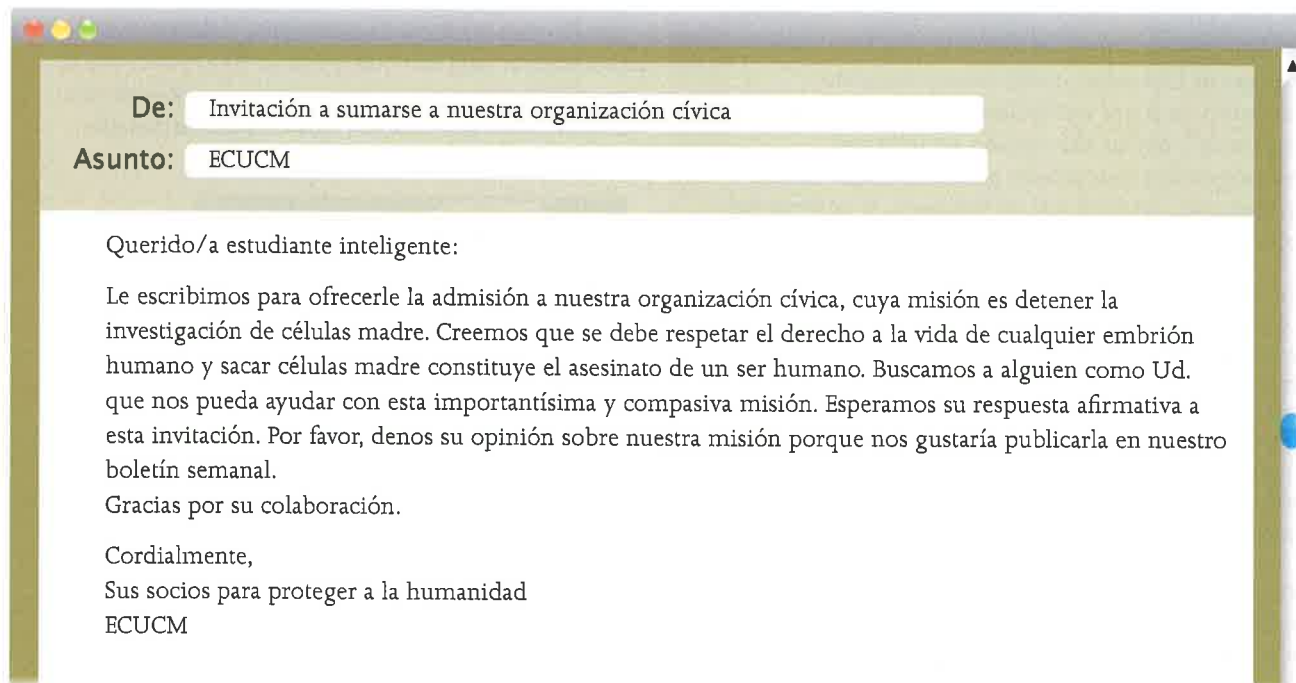 De: Invitación a sumarse a nuestra organización cívica
Asunto: ECUCM
Querido/a estudiante inteligente:
Le escribimos para ofrecerle la admisión a nuestra organización cívica, cuya misión es detener la
investigación de células madre. Creemos que se debe respetar el derecho a la vida de cualquier embrión
humano y sacar células madre constituye el asesinato de un ser humano. Buscamos a alguien como Ud.
que nos pueda ayudar con esta importantísima y compasiva misión. Esperamos su respuesta afirmativa a
esta invitación. Por favor, denos su opinión sobre nuestra misión porque nos gustaría publicarla en nuestro
boletín semanal.
Gracias por su colaboración.
Cordialmente,
Sus socios para proteger a la humanidad
ECUCM